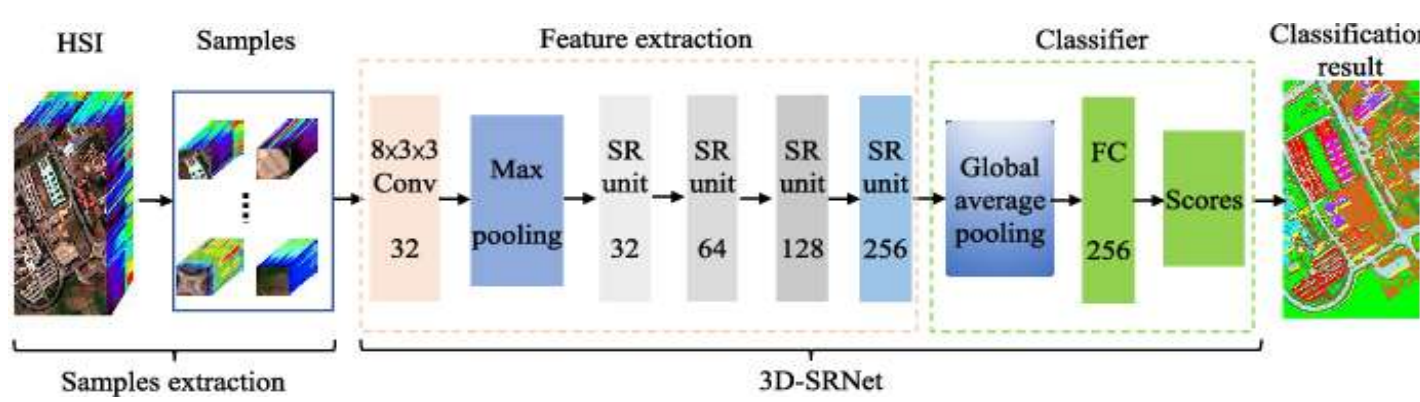 HSI
Samples
Feature extraction
Classifier
Classification
result
8x3x3
Conv
32
Max
pooling
SR
unit
32
SR
unit
64
SR
unit
128
SR
unit
256
Global
average
pooling
FC
256
Scores
Samples extraction
3D-SRNet